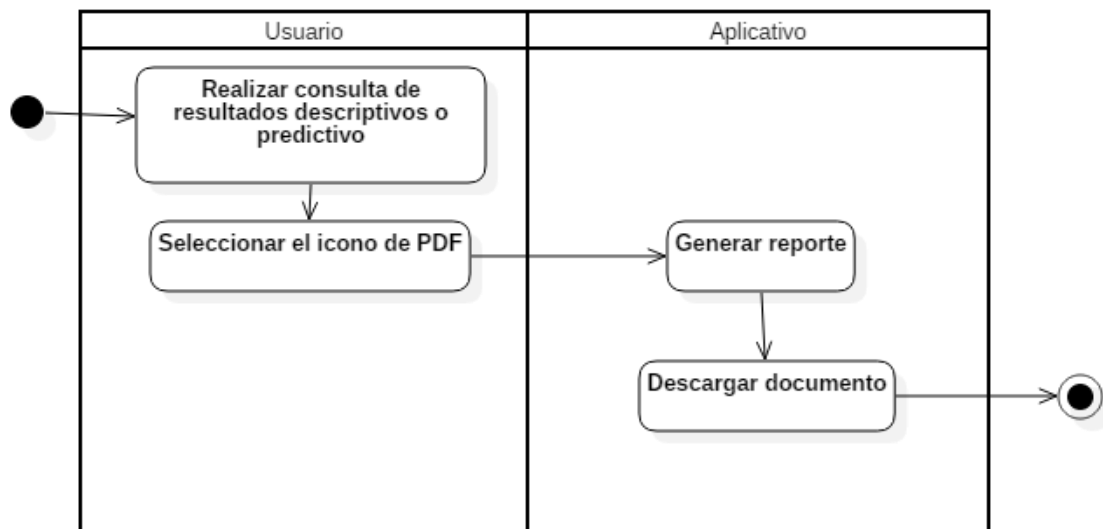 Usuario
Aplicativo
Realizar consulta de
resultados descriptivos o
predictivo
Seleccionar el icono de PDF
Generar reporte
Descargar documento